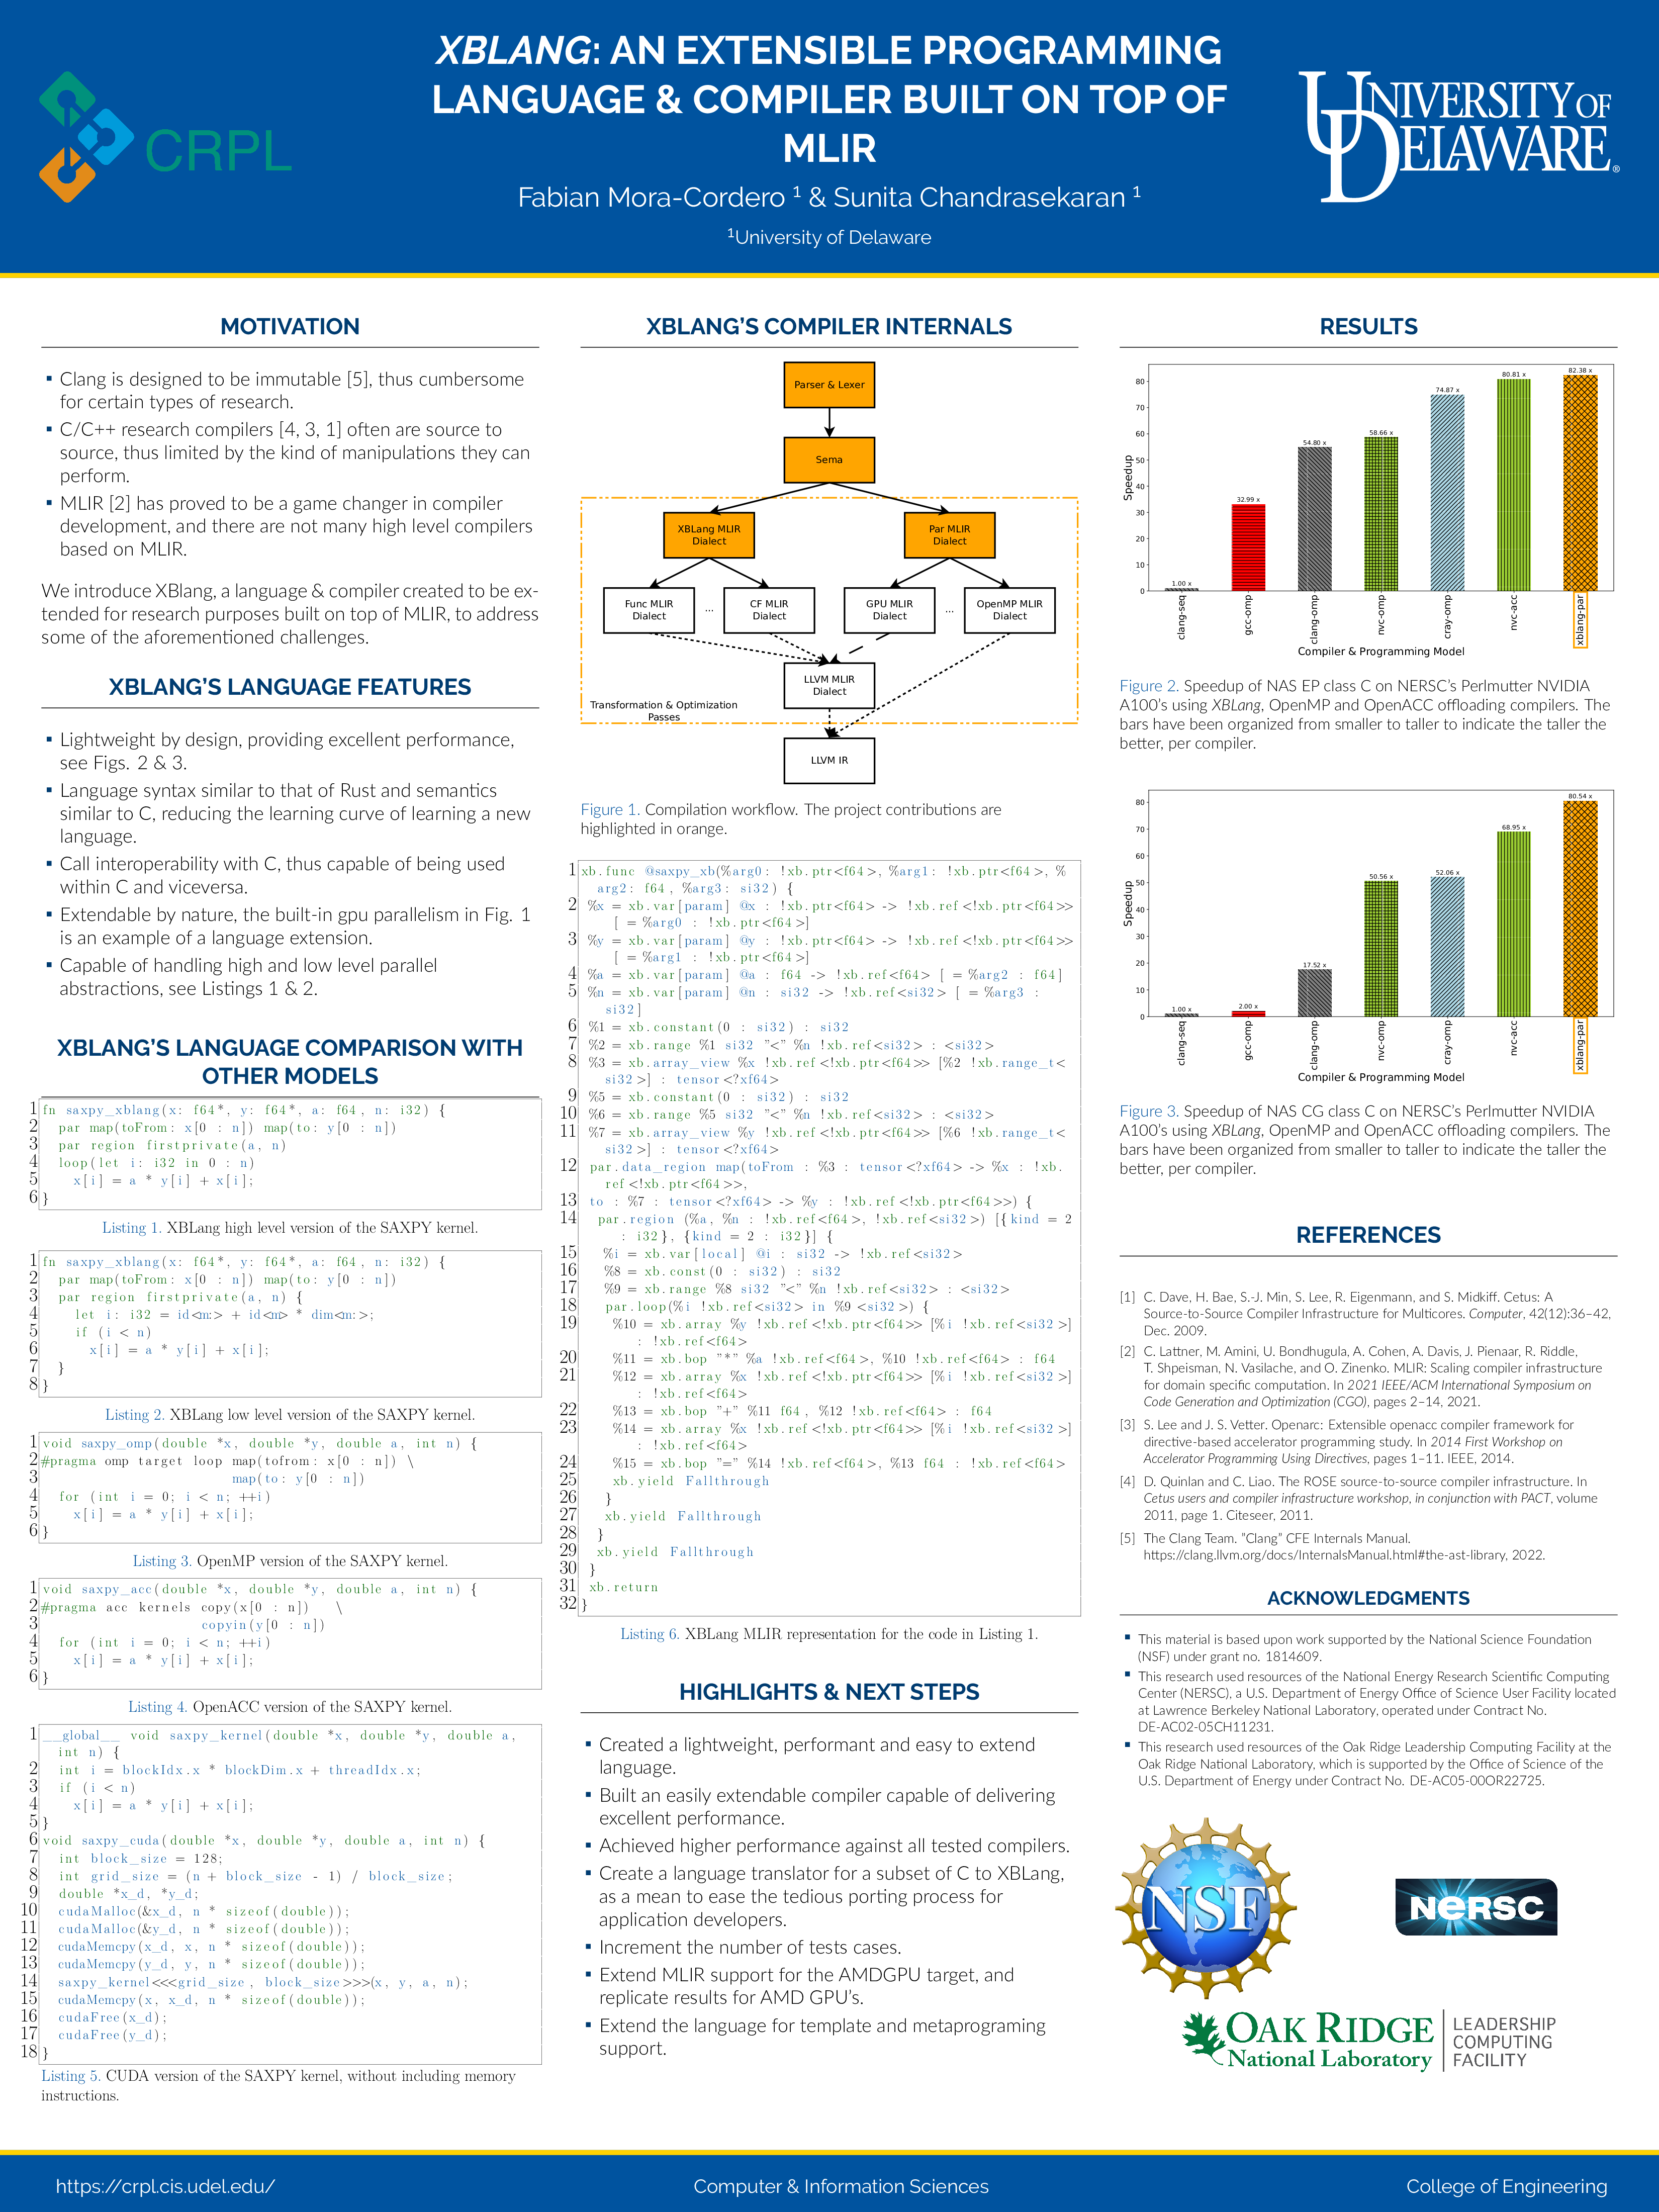 XBLANG: AN EXTENSIBLE PROGRAMMING
LANGUAGE & COMPILER BUILT ON TOP OF
MLIR
Fabian Mora-Cordero 1 & Sunita Chandrasekaran 1
1University of Delaware
CRPL
UNIVERSITY OF
DELAWARE®
MOTIVATION
▪ Clang is designed to be immutable [5], thus cumbersome
for certain types of research.
▪ C/C++ research compilers [4, 3, 1] often are source to
source, thus limited by the kind of manipulations they can
perform.
▪ MLIR [2] has proved to be a game changer in compiler
development, and there are not many high level compilers
based on MLIR.
We introduce XBlang, a language & compiler created to be ex-
tended for research purposes built on top of MLIR, to address
some of the aforementioned challenges.
XBLANG'S LANGUAGE FEATURES
▪ Lightweight by design, providing excellent performance,
see Figs. 2 & 3.
▪ Language syntax similar to that of Rust and semantics
similar to C, reducing the learning curve of learning a new
language.
▪ Call interoperability with C, thus capable of being used
within C and viceversa.
▪ Extendable by nature, the built-in gpu parallelism in Fig. 1
is an example of a language extension.
▪ Capable of handling high and low level parallel
abstractions, see Listings 1 & 2.
XBLANG'S LANGUAGE COMPARISON WITH
OTHER MODELS
1 fn saxpy_xblang(x: f64*, y: f64*, a: f64, n: i32) {
2 par map(toFrom: x[0 : n]) map(to: y[0 : n])
3 par region firstprivate(a, n)
4 loop(let i: i32 in 0 : n)
5 x[i] = a * y[i] + x[i];
6 }
Listing 1. XBLang high level version of the SAXPY kernel.
1 fn saxpy_xblang(x: f64*, y: f64*, a: f64, n: i32) {
2 par map(toFrom: x[0 : n]) map(to: y[0 : n])
3 par region firstprivate(a, n) {
4 let i: i32 = id<m:> + id<m> * dim<m:>;
5 if (i < n)
6 x[i] = a * y[i] + x[i];
7 }
8 }
Listing 2. XBLang low level version of the SAXPY kernel.
1 void saxpy_omp(double *x, double *y, double a, int n) {
2 #pragma omp target loop map(tofrom: x[0 : n]) \
3 map(to: y[0 : n])
4 for (int i = 0; i < n; ++i)
5 x[i] = a * y[i] + x[i];
6 }
Listing 3. OpenMP version of the SAXPY kernel.
1 void saxpy_acc(double *x, double *y, double a, int n) {
2 #pragma acc kernels copy(x[0 : n]) \
3 copyin(y[0 : n])
4 for (int i = 0; i < n; ++i)
5 x[i] = a * y[i] + x[i];
6 }
Listing 4. OpenACC version of the SAXPY kernel.
1 __global__ void saxpy_kernel(double *x, double *y, double a,
int n) {
2 int i = blockIdx.x * blockDim.x + threadIdx.x;
3 if (i < n)
4 x[i] = a * y[i] + x[i];
5 }
6 void saxpy_cuda(double *x, double *y, double a, int n) {
7 int block_size = 128;
8 int grid_size = (n + block_size - 1) / block_size;
9 double *x_d, *y_d;
10 cudaMalloc(&x_d, n * sizeof(double));
11 cudaMalloc(&y_d, n * sizeof(double));
12 cudaMemcpy(x_d, x, n * sizeof(double));
13 cudaMemcpy(y_d, y, n * sizeof(double));
14 saxpy_kernel<<<grid_size, block_size>>>(x, y, a, n);
15 cudaMemcpy(x, x_d, n * sizeof(double));
16 cudaFree(x_d);
17 cudaFree(y_d);
18 }
Listing 5. CUDA version of the SAXPY kernel, without including memory
instructions.
XBLANG'S COMPILER INTERNALS
Parser & Lexer
Sema
XBLang MLIR
Dialect
Par MLIR
Dialect
Func MLIR
Dialect
...
CF MLIR
Dialect
GPU MLIR
Dialect
...
OpenMP MLIR
Dialect
LLVM MLIR
Dialect
Transformation & Optimization
Passes
LLVM IR
Figure 1. Compilation workflow. The project contributions are
highlighted in orange.
1 xb.func @saxpy_xb(%arg0: !xb.ptr<f64>, %arg1: !xb.ptr<f64>, %
arg2: f64, %arg3: si32) {
2 %x = xb.var[param] @x : !xb.ptr<f64> -> !xb.ref<!xb.ptr<f64>>
[ = %arg0 : !xb.ptr<f64>]
3 %y = xb.var[param] @y : !xb.ptr<f64> -> !xb.ref<!xb.ptr<f64>>
[ = %arg1 : !xb.ptr<f64>]
4 %a = xb.var[param] @a : f64 -> !xb.ref<f64> [ = %arg2 : f64]
5 %n = xb.var[param] @n : si32 -> !xb.ref<si32> [ = %arg3 :
si32]
6 %1 = xb.constant(0 : si32) : si32
7 %2 = xb.range %1 si32 "<" %n !xb.ref<si32> : <si32>
8 %3 = xb.array_view %x !xb.ref<!xb.ptr<f64>> [%2 !xb.range_t<
si32>] : tensor<?xf64>
9 %5 = xb.constant(0 : si32) : si32
10 %6 = xb.range %5 si32 "<" %n !xb.ref<si32> : <si32>
11 %7 = xb.array_view %y !xb.ref<!xb.ptr<f64>> [%6 !xb.range_t<
si32>] : tensor<?xf64>
12 par.data_region map(toFrom : %3 : tensor<?xf64> -> %x : !xb.
ref<!xb.ptr<f64>>,
13 to : %7 : tensor<?xf64> -> %y : !xb.ref<!xb.ptr<f64>>) {
14 par.region (%a, %n : !xb.ref<f64>, !xb.ref<si32>) [{kind = 2
: i32}, {kind = 2 : i32}] {
15 %i = xb.var[local] @i : si32 -> !xb.ref<si32>
16 %8 = xb.const(0 : si32) : si32
17 %9 = xb.range %8 si32 "<" %n !xb.ref<si32> : <si32>
18 par.loop(%i !xb.ref<si32> in %9 <si32>) {
19 %10 = xb.array %y !xb.ref<!xb.ptr<f64>> [%i !xb.ref<si32>]
: !xb.ref<f64>
20 %11 = xb.bop "*" %a !xb.ref<f64>, %10 !xb.ref<f64> : f64
21 %12 = xb.array %x !xb.ref<!xb.ptr<f64>> [%i !xb.ref<si32>]
: !xb.ref<f64>
22 %13 = xb.bop "+" %11 f64, %12 !xb.ref<f64> : f64
23 %14 = xb.array %x !xb.ref<!xb.ptr<f64>> [%i !xb.ref<si32>]
: !xb.ref<f64>
24 %15 = xb.bop "=" %14 !xb.ref<f64>, %13 f64 : !xb.ref<f64>
25 xb.yield Fallthrough
26 }
27 xb.yield Fallthrough
28 }
29 xb.yield Fallthrough
30 }
31 xb.return
32 }
Listing 6. XBLang MLIR representation for the code in Listing 1.
HIGHLIGHTS & NEXT STEPS
▪ Created a lightweight, performant and easy to extend
language.
▪ Built an easily extendable compiler capable of delivering
excellent performance.
▪ Achieved higher performance against all tested compilers.
▪ Create a language translator for a subset of C to XBLang,
as a mean to ease the tedious porting process for
application developers.
▪ Increment the number of tests cases.
▪ Extend MLIR support for the AMDGPU target, and
replicate results for AMD GPU's.
▪ Extend the language for template and metaprograming
support.
RESULTS
Speedup
80
70
60
50
40
30
20
10
0
1.00 x
32.99 x
54.80 x
58.66 x
74.87 x
80.81 x
82.38 x
clang-seq
gcc-omp
clang-omp
nvc-omp
cray-omp
nvc-acc
xblang-par
Compiler & Programming Model
Figure 2. Speedup of NAS EP class C on NERSC's Perlmutter NVIDIA
A100's using XBLang, OpenMP and OpenACC offloading compilers. The
bars have been organized from smaller to taller to indicate the taller the
better, per compiler.
Speedup
80
70
60
50
40
30
20
10
0
1.00 x
2.00 x
17.52 x
50.56 x
52.06 x
68.95 x
80.54 x
clang-seq
gcc-omp
clang-omp
nvc-omp
cray-omp
nvc-acc
xblang-par
Compiler & Programming Model
Figure 3. Speedup of NAS CG class C on NERSC's Perlmutter NVIDIA
A100's using XBLang, OpenMP and OpenACC offloading compilers. The
bars have been organized from smaller to taller to indicate the taller the
better, per compiler.
REFERENCES
[1] C. Dave, H. Bae, S.-J. Min, S. Lee, R. Eigenmann, and S. Midkiff. Cetus: A
Source-to-Source Compiler Infrastructure for Multicores. Computer, 42(12):36–42,
Dec. 2009.
[2] C. Lattner, M. Amini, U. Bondhugula, A. Cohen, A. Davis, J. Pienaar, R. Riddle,
T. Shpeisman, N. Vasilache, and O. Zinenko. MLIR: Scaling compiler infrastructure
for domain specific computation. In 2021 IEEE/ACM International Symposium on
Code Generation and Optimization (CGO), pages 2–14, 2021.
[3] S. Lee and J. S. Vetter. Openarc: Extensible openacc compiler framework for
directive-based accelerator programming study. In 2014 First Workshop on
Accelerator Programming Using Directives, pages 1–11. IEEE, 2014.
[4] D. Quinlan and C. Liao. The ROSE source-to-source compiler infrastructure. In
Cetus users and compiler infrastructure workshop, in conjunction with PACT, volume
2011, page 1. Citeseer, 2011.
[5] The Clang Team. "Clang" CFE Internals Manual.
https://clang.llvm.org/docs/InternalsManual.html#the-ast-library, 2022.
ACKNOWLEDGMENTS
▪ This material is based upon work supported by the National Science Foundation
(NSF) under grant no. 1814609.
▪ This research used resources of the National Energy Research Scientific Computing
Center (NERSC), a U.S. Department of Energy Office of Science User Facility located
at Lawrence Berkeley National Laboratory, operated under Contract No.
DE-AC02-05CH11231.
▪ This research used resources of the Oak Ridge Leadership Computing Facility at the
Oak Ridge National Laboratory, which is supported by the Office of Science of the
U.S. Department of Energy under Contract No. DE-AC05-00OR22725.
NSF
NERSC
OAK RIDGE
National Laboratory
LEADERSHIP
COMPUTING
FACILITY
https://crpl.cis.udel.edu/
Computer & Information Sciences
College of Engineering